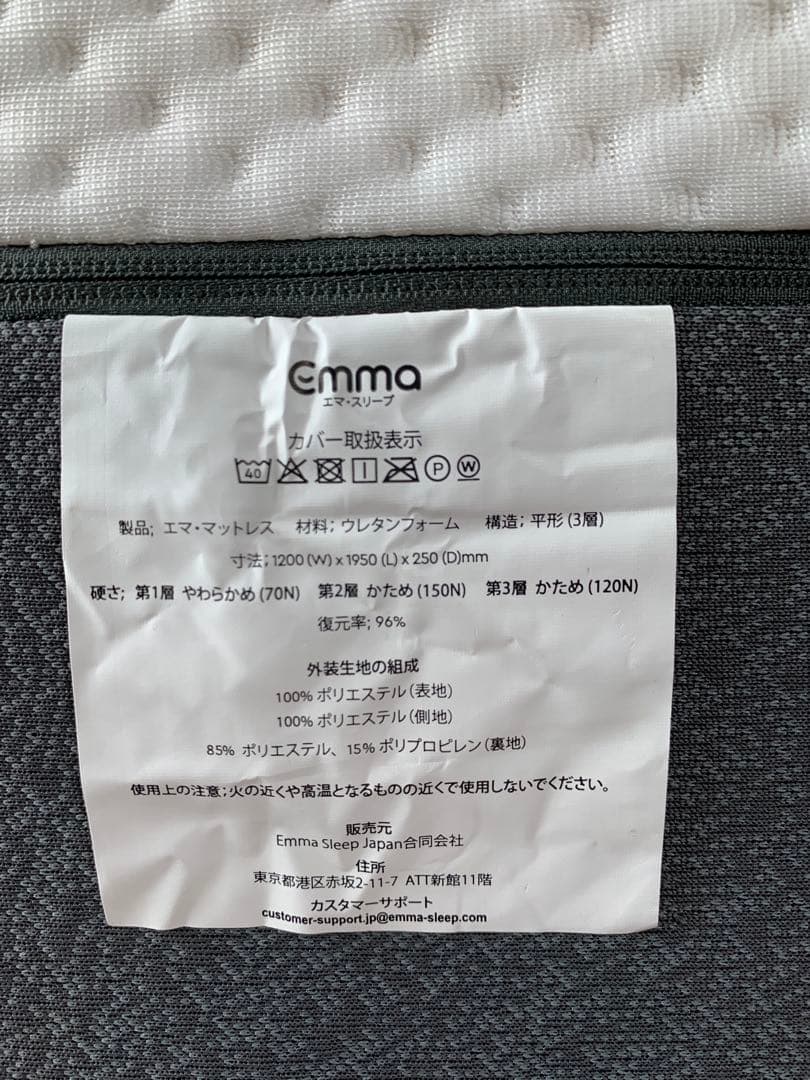 emma
エマ・スリープ
カバー取扱表示
40 P W
製品; エマ・マットレス 材料; ウレタンフォーム 構造; 平形 (3層)
寸法; 1200 (W) x 1950 (L) x 250 (D)mm
硬さ; 第1層 やわらかめ (70N) 第2層 かため (150N) 第3層 かため (120N)
復元率; 96%
外装生地の組成
100% ポリエステル (表地)
100% ポリエステル (側地)
85% ポリエステル、15% ポリプロピレン (裏地)
使用上の注意; 火の近くや高温となるものの近くで使用しないでください。
販売元
Emma Sleep Japan合同会社
住所
東京都港区赤坂2-11-7 ATT新館11階
カスタマーサポート
customer-support.jp@emma-sleep.com